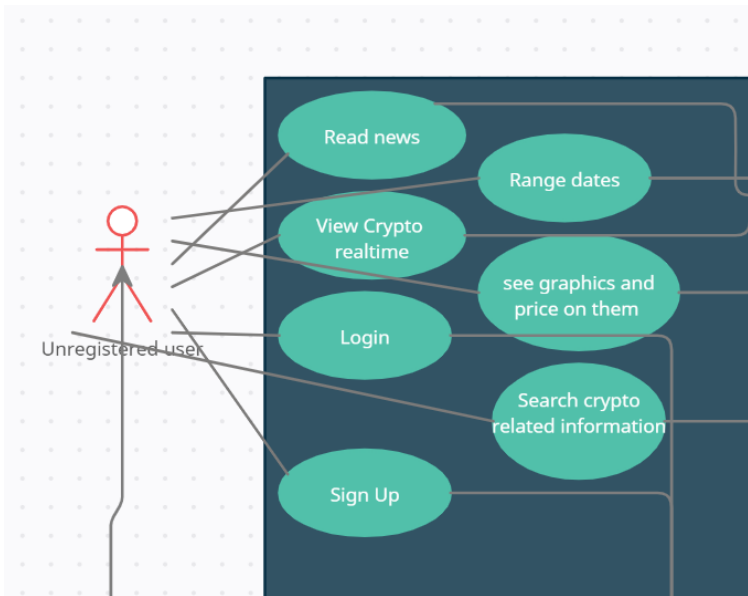 Read news
Range dates
View Crypto
realtime
see graphics and
price on them
Login
Unregistered user
Search crypto
related information
Sign Up